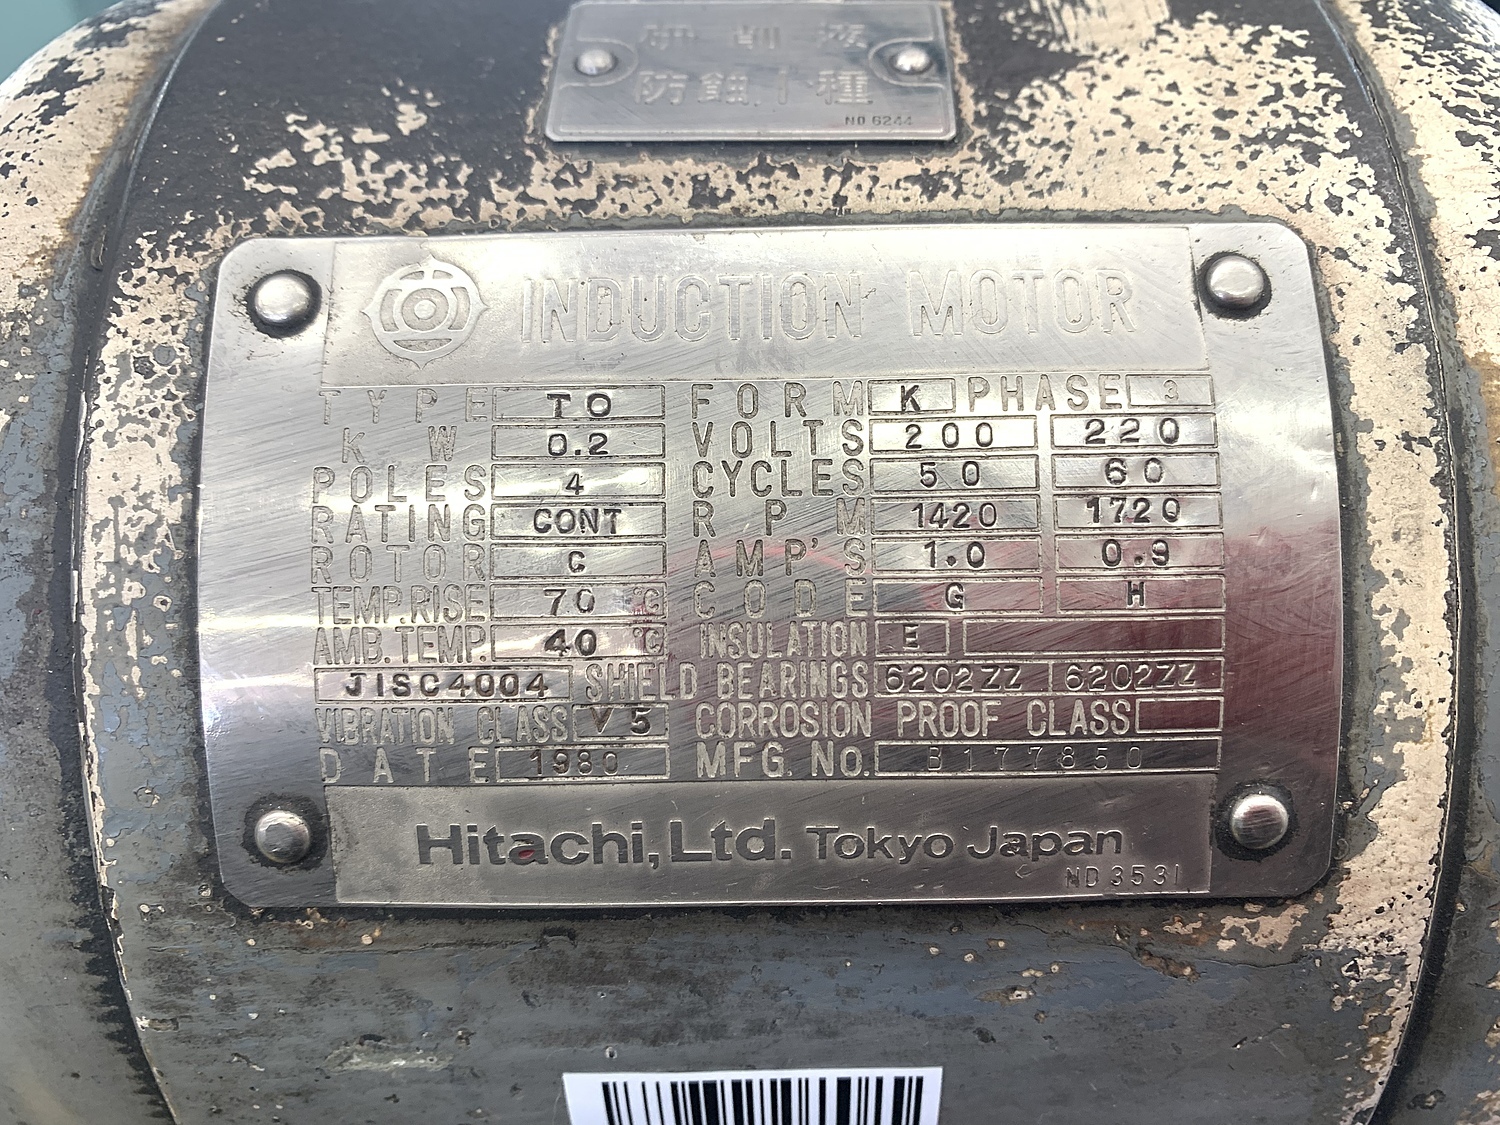 防蝕
種
ND 6244
INDUCTION MOTOR
TYPE TO FORM K PHASE 3
KW 0.2 VOLTS 200 220
POLES 4 CYCLES 50 60
RATING CONT RPM 1420 1720
ROTOR C AMP'S 1.0 0.9
TEMP.RISE 70 °C CODE G H
AMB.TEMP. 40 °C INSULATION E
JISC4004 SHIELD BEARINGS 6202ZZ 6202ZZ
VIBRATION CLASS V5 CORROSION PROOF CLASS
DATE 1980 MFG. No. B177850
Hitachi, Ltd. Tokyo Japan
ND 3531